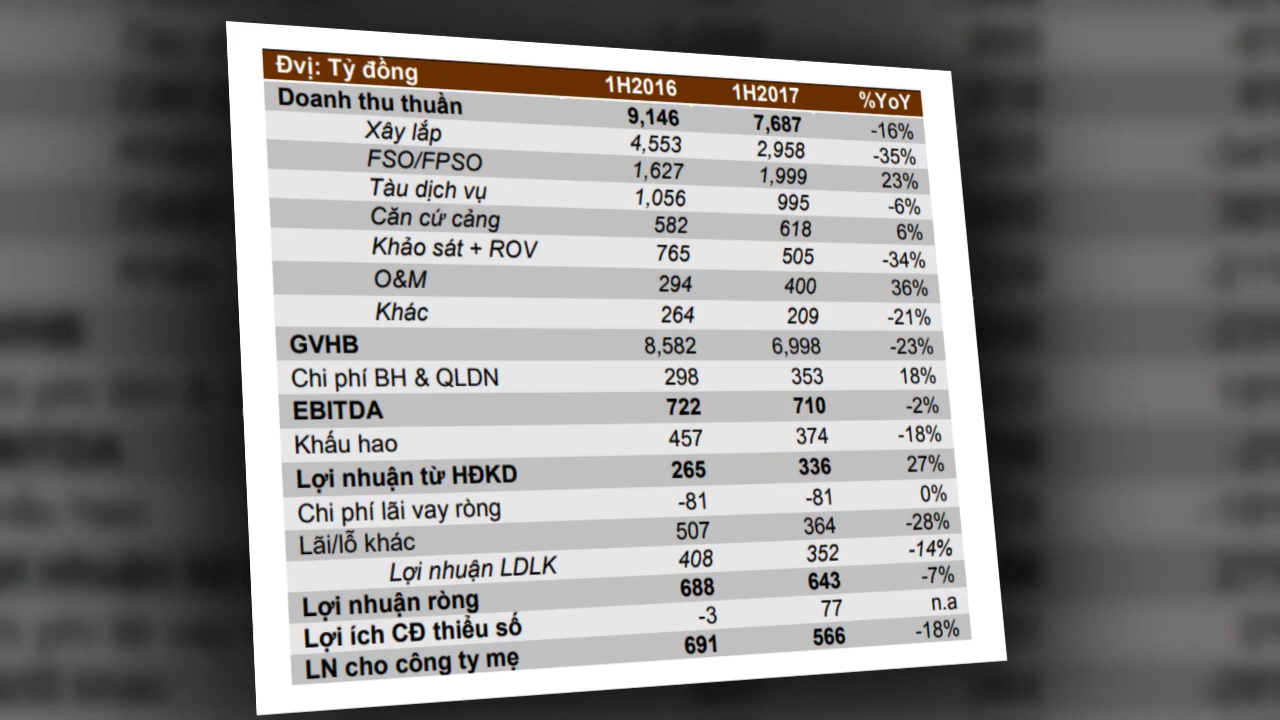 Đvị: Tỷ đồng 1H2016 1H2017 %YoY
Doanh thu thuần 9,146 7,687 -16%
Xây lắp 4,553 2,958 -35%
FSO/FPSO 1,627 1,999 23%
Tàu dịch vụ 1,056 995 -6%
Căn cứ cảng 582 618 6%
Khảo sát + ROV 765 505 -34%
O&M 294 400 36%
Khác 264 209 -21%
GVHB 8,582 6,998 -23%
Chi phí BH & QLDN 298 353 18%
EBITDA 722 710 -2%
Khấu hao 457 374 -18%
Lợi nhuận từ HĐKD 265 336 27%
Chi phí lãi vay ròng -81 -81 0%
Lãi/lỗ khác 507 364 -28%
Lợi nhuận LDLK 408 352 -14%
Lợi nhuận ròng 688 643 -7%
Lợi ích CĐ thiểu số -3 77 n.a
LN cho công ty mẹ 691 566 -18%